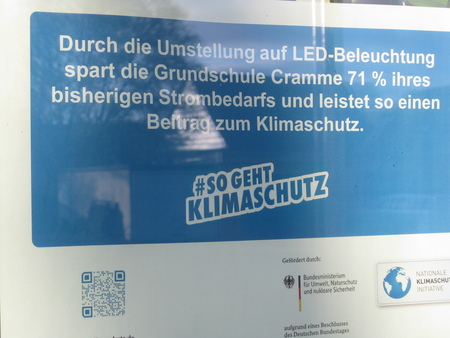 Durch die Umstellung auf LED-Beleuchtung
spart die Grundschule Cramme 71 % ihres
bisherigen Strombedarfs und leistet so einen
Beitrag zum Klimaschutz.
#SO GEHT
KLIMASCHUTZ
Gefördert durch:
Bundesministerium
für Umwelt, Naturschutz
und nukleare Sicherheit
NATIONALE
KLIMASCHUTZ
INITIATIVE
aufgrund eines Beschlusses
des Deutschen Bundestages